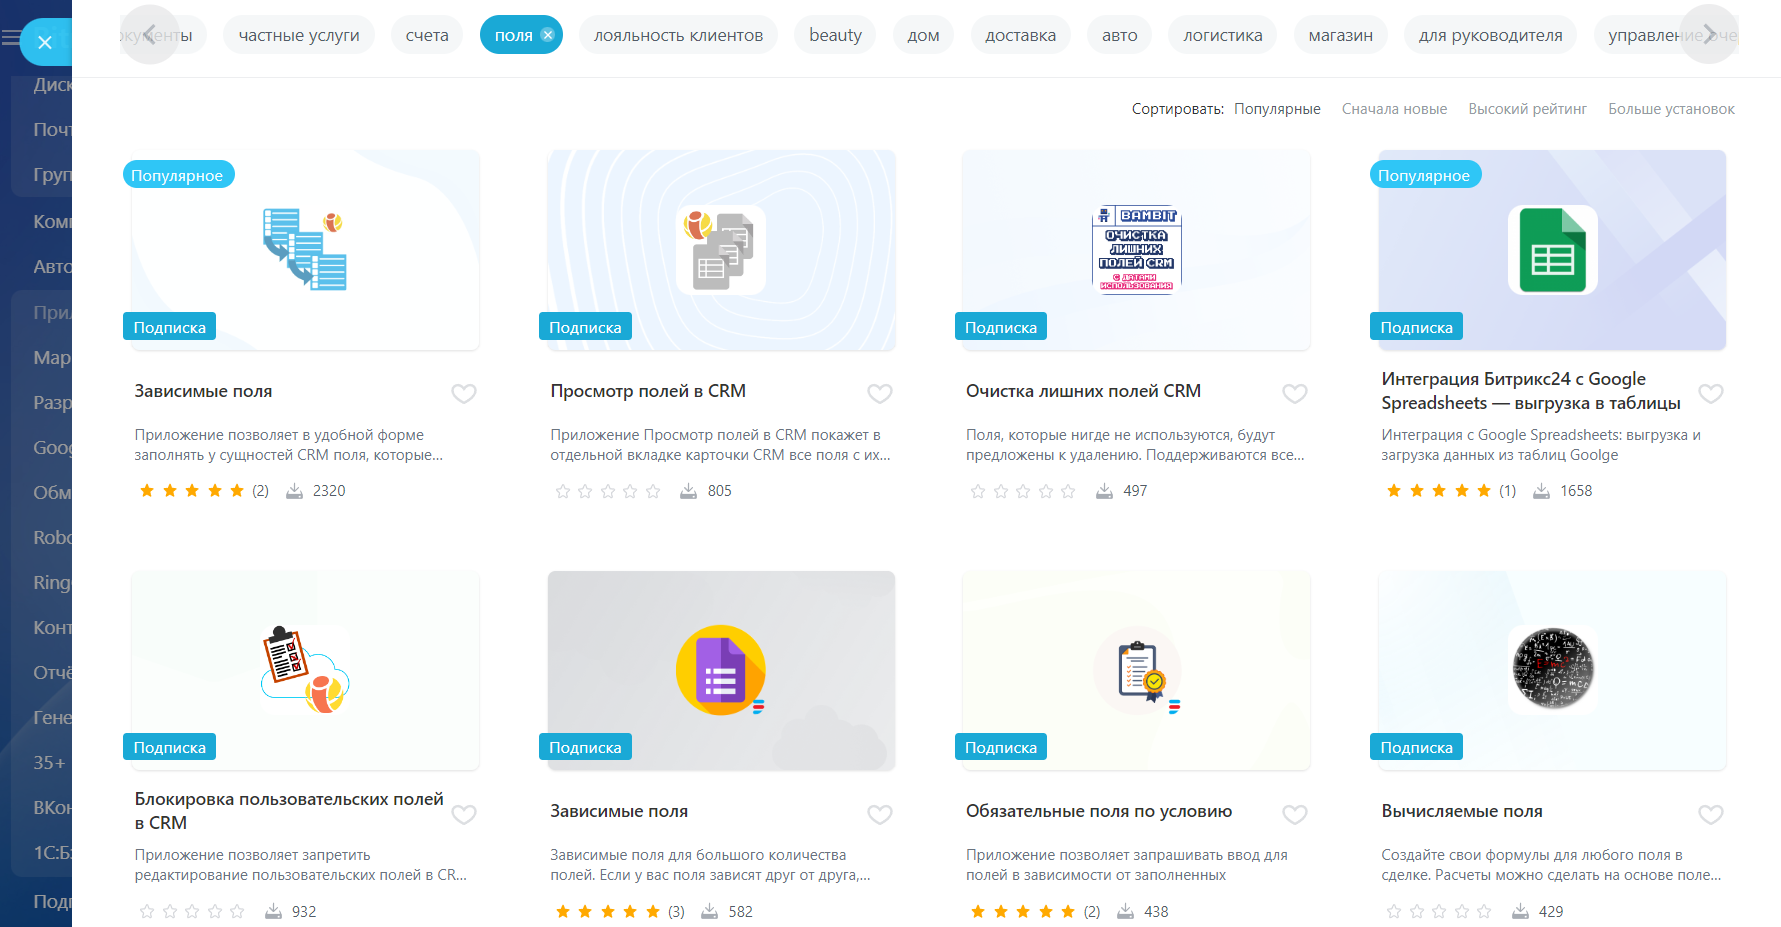 частные услуги
счета
поля
лояльность клиентов
beauty
дом
доставка
авто
логистика
магазин
для руководителя
Сортировать: Популярные Сначала новые Высокий рейтинг Больше установок
Диск
Почт
Груп
Комп
Авто
Мар
Разр
Goog
Обм
Robo
Ring
Конт
Отчё
Гене
35+
ВКон
1С:Б
Подп
Популярное
Подписка
Зависимые поля
Приложение позволяет в удобной форме
заполнять у сущностей CRM поля, которые...
(2) 2320
Подписка
Просмотр полей в CRM
Приложение Просмотр полей в CRM покажет в
отдельной вкладке карточки CRM все поля с их...
805
BAMBIT
ОЧИСТКА
ЛИШНИХ
ПОЛЕЙ CRM
С ДАТАМИ
ИСПОЛЬЗОВАНИЯ
Подписка
Очистка лишних полей CRM
Поля, которые нигде не используются, будут
предложены к удалению. Поддерживаются все...
497
Популярное
Подписка
Интеграция Битрикс24 с Google
Spreadsheets — выгрузка в таблицы
Интеграция с Google Spreadsheets: выгрузка и
загрузка данных из таблиц Goolge
(1) 1658
Подписка
Блокировка пользовательских полей
в CRM
Приложение позволяет запретить
редактирование пользовательских полей в CR...
932
Подписка
Зависимые поля
Зависимые поля для большого количества
полей. Если у вас поля зависят друг от друга,...
(3) 582
Подписка
Обязательные поля по условию
Приложение позволяет запрашивать ввод для
полей в зависимости от заполненных
(2) 438
Подписка
Вычисляемые поля
Создайте свои формулы для любого поля в
сделке. Расчеты можно сделать на основе поле...
429